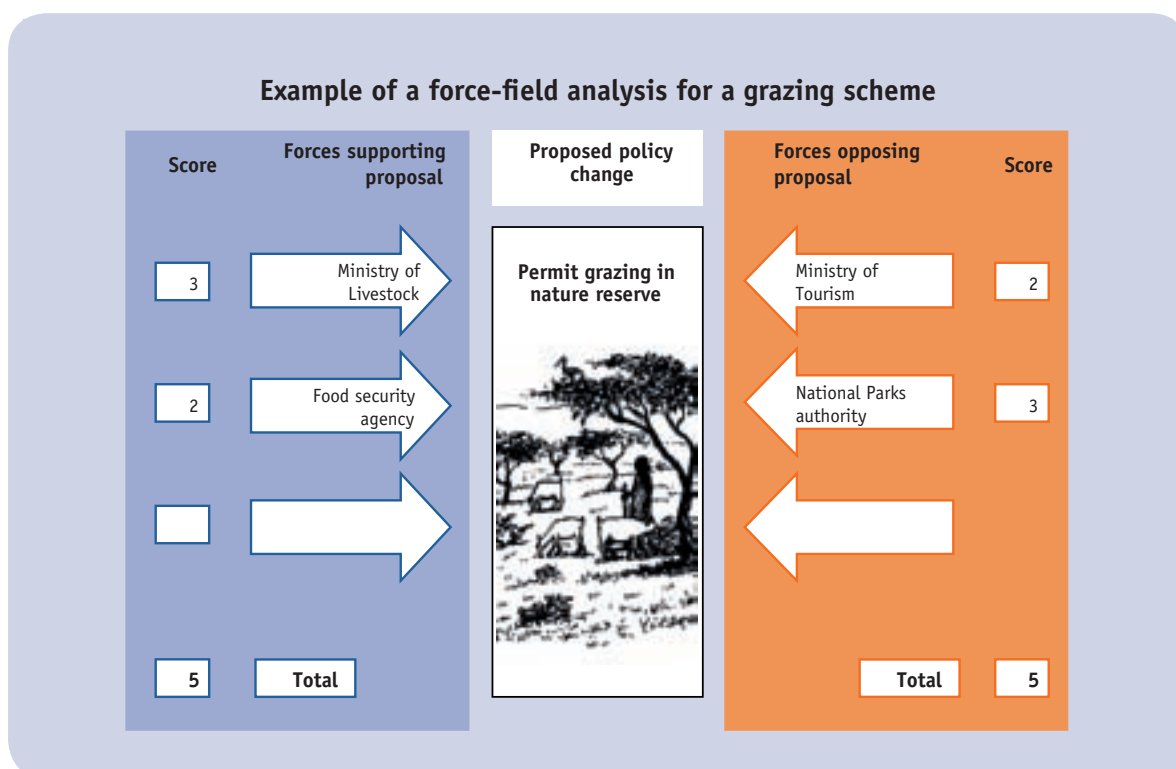 Example of a force-field analysis for a grazing scheme
Score
Forces supporting
proposal
3
Ministry of
Livestock
2
Food security
agency
5
Total
Proposed policy
change
Permit grazing in
nature reserve
Forces opposing
proposal
Score
Ministry of
Tourism
2
National Parks
authority
3
Total
5